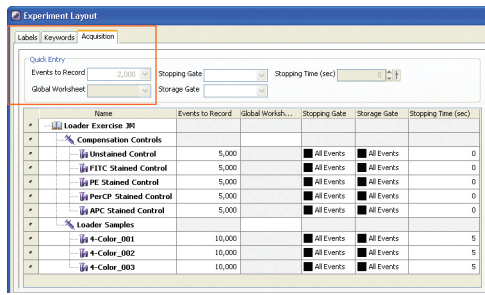 Experiment Layout
Labels Keywords Acquisition
Quick Entry
Events to Record 2,000 Stopping Gate Stopping Time (sec) 0
Global Worksheet Storage Gate
Name Events to Record Global Worksh... Stopping Gate Storage Gate Stopping Time (sec)
Loader Exercise JM
Compensation Controls
Unstained Control 5,000 All Events All Events 0
FITC Stained Control 5,000 All Events All Events 0
PE Stained Control 5,000 All Events All Events 0
PerCP Stained Control 5,000 All Events All Events 0
APC Stained Control 5,000 All Events All Events 0
Loader Samples
4-Color_001 10,000 All Events All Events 5
4-Color_002 10,000 All Events All Events 5
4-Color_003 10,000 All Events All Events 5